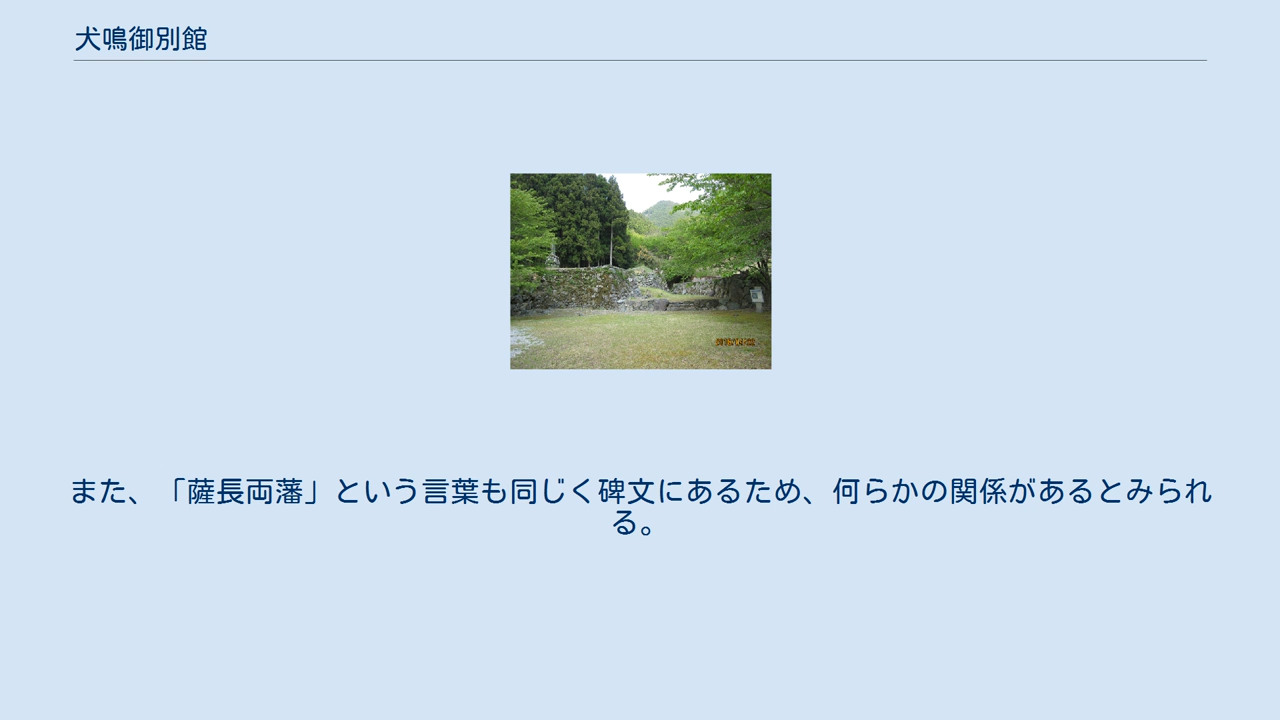 犬鳴御別館
また、「薩長両藩」という言葉も同じく碑文にあるため、何らかの関係があるとみられ
る。